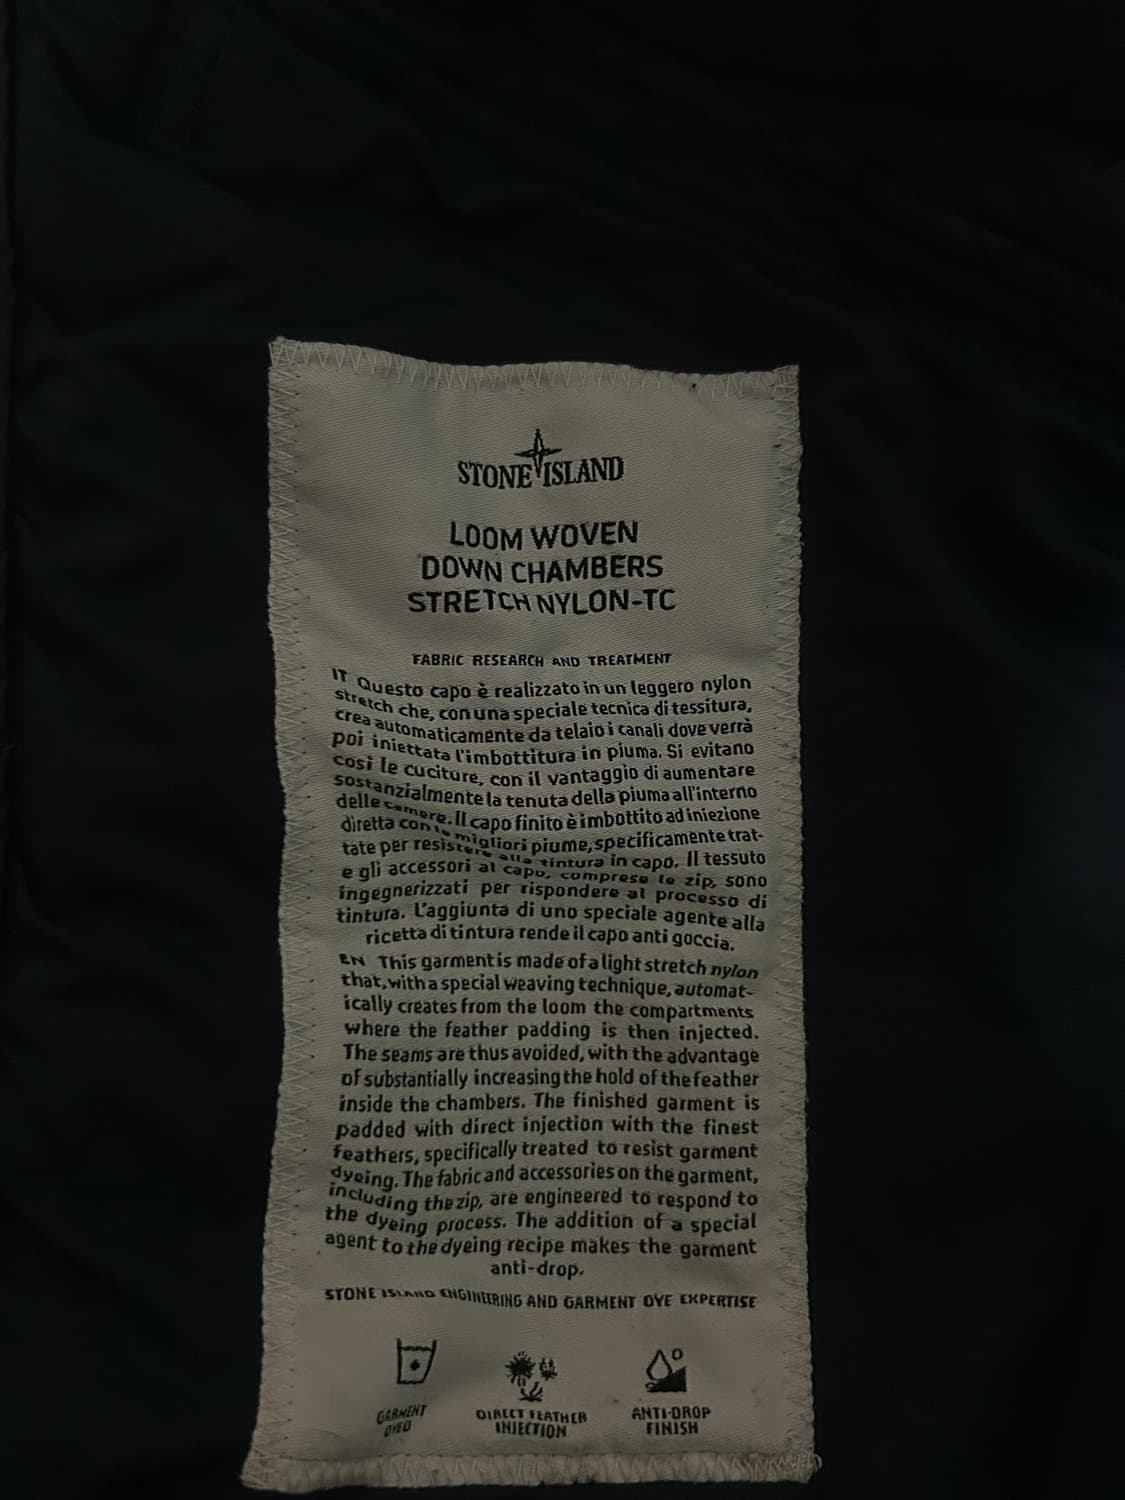 STONE ISLAND
LOOM WOVEN
DOWN CHAMBERS
STRETCH NYLON-TC
FABRIC RESEARCH AND TREATMENT
IT Questo capo è realizzato in un leggero nylon
stretch che, con una speciale tecnica di tessitura,
crea automaticamente da telaio i canali dove verrà
poi iniettata l'imbottitura in piuma. Si evitano
così le cuciture, con il vantaggio di aumentare
sostanzialmente la tenuta della piuma all'interno
delle camere. Il capo finito è imbottito ad iniezione
diretta con le migliori piume, specificamente trat-
tate per resistere alla tintura in capo. Il tessuto
e gli accessori al capo, comprese le zip, sono
ingegnerizzati per rispondere al processo di
tintura. L'aggiunta di uno speciale agente alla
ricetta di tintura rende il capo anti goccia.
EN This garment is made of a light stretch nylon
that, with a special weaving technique, automat-
ically creates from the loom the compartments
where the feather padding is then injected.
The seams are thus avoided, with the advantage
of substantially increasing the hold of the feather
inside the chambers. The finished garment is
padded with direct injection with the finest
feathers, specifically treated to resist garment
dyeing. The fabric and accessories on the garment,
including the zip, are engineered to respond to
the dyeing process. The addition of a special
agent to the dyeing recipe makes the garment
anti-drop.
STONE ISLAND ENGINEERING AND GARMENT DYE EXPERTISE
GARMENT DYED
DIRECT FEATHER INJECTION
ANTI-DROP FINISH